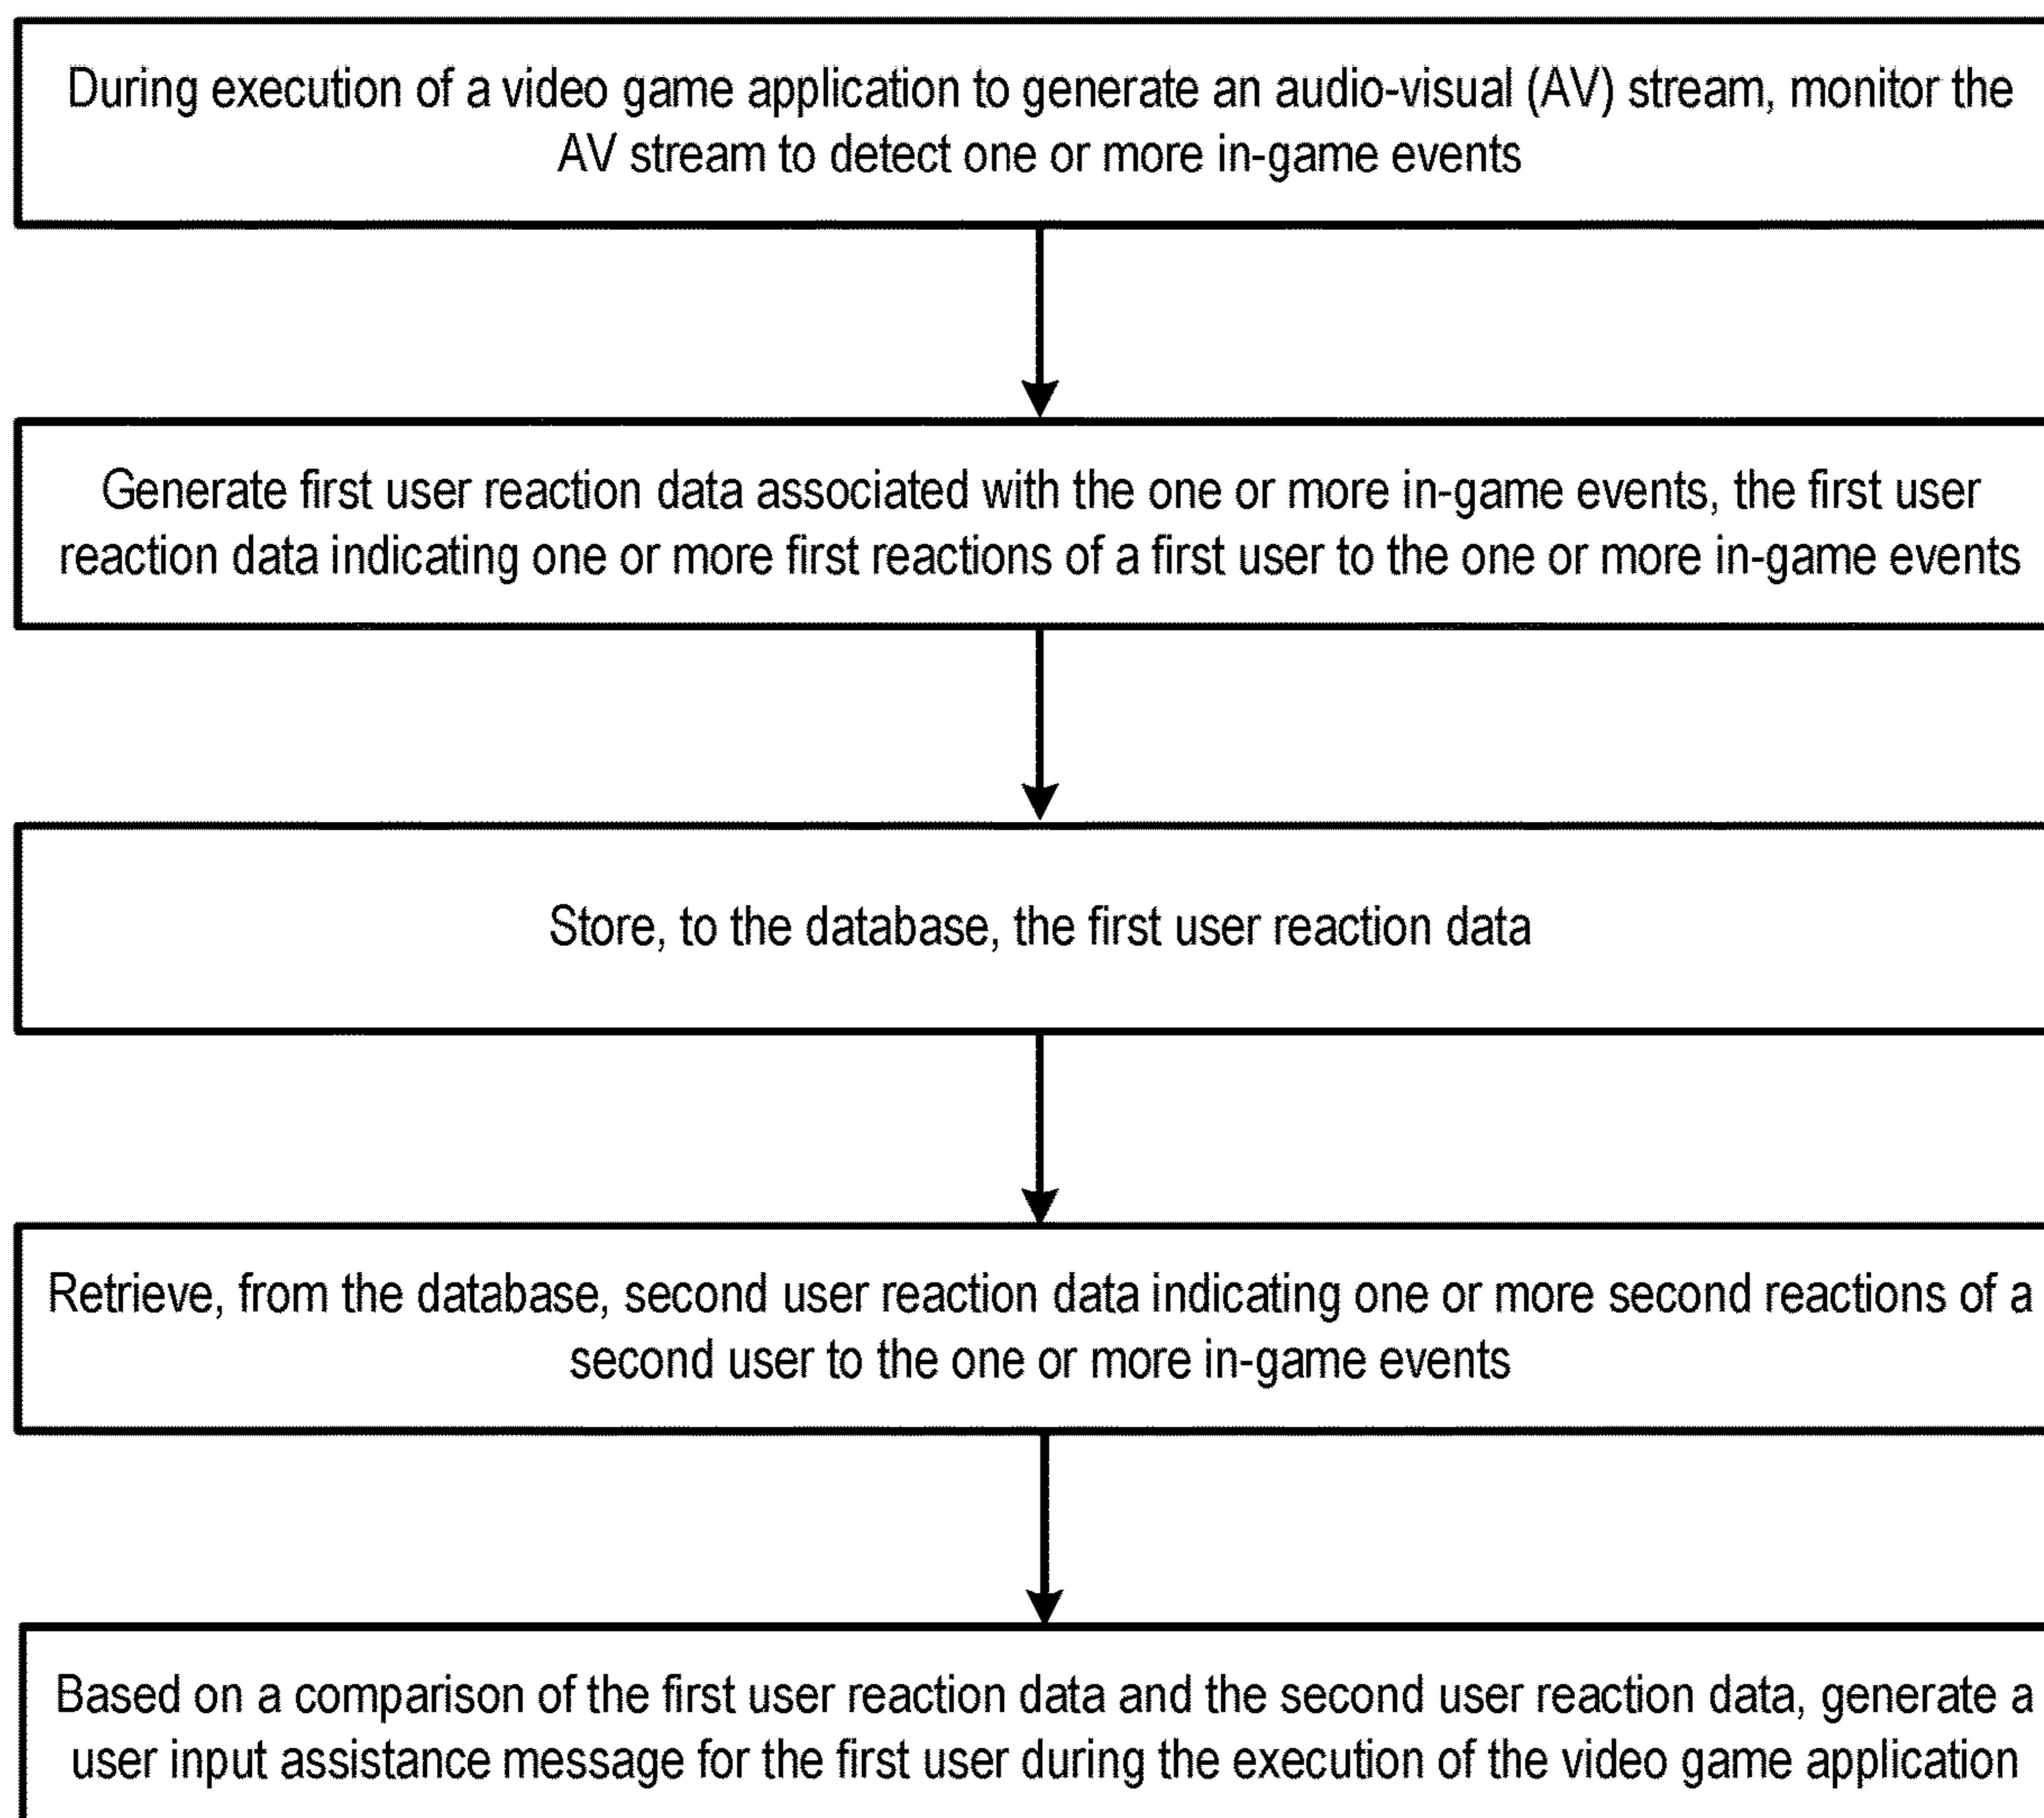 During execution of a video game application to generate an audio-visual (AV) stream, monitor the
AV stream to detect one or more in-game events
Generate first user reaction data associated with the one or more in-game events, the first user
reaction data indicating one or more first reactions of a first user to the one or more in-game events
Store, to the database, the first user reaction data
Retrieve, from the database, second user reaction data indicating one or more second reactions of a
second user to the one or more in-game events
Based on a comparison of the first user reaction data and the second user reaction data, generate a
user input assistance message for the first user during the execution of the video game application